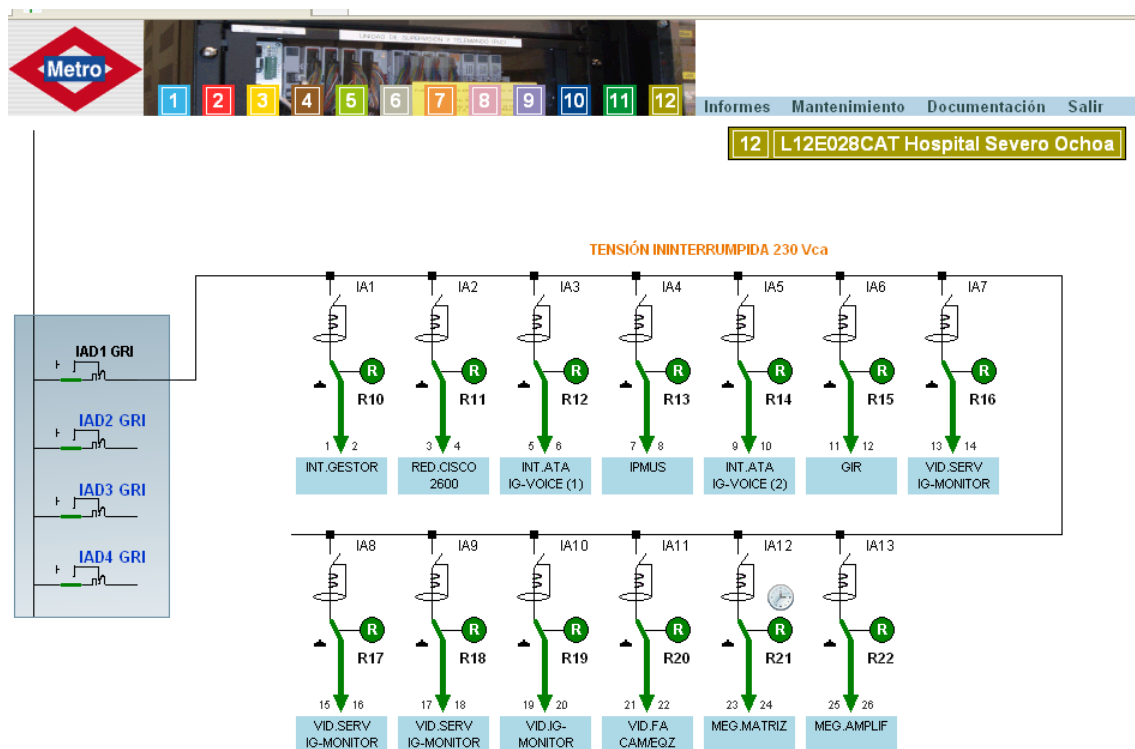 UNIDAD DE SUPERVISION Y TELEMANDO (RVC)
Metro
1 2 3 4 5 6 7 8 9 10 11 12
Informes Mantenimiento Documentación Salir
12 L12E028CAT Hospital Severo Ochoa
TENSIÓN ININTERRUMPIDA 230 Vca
IA1 IA2 IA3 IA4 IA5 IA6 IA7
IAD1 GRI
R R R R R R R
R10 R11 R12 R13 R14 R15 R16
IAD2 GRI
1 2 3 4 5 6 7 8 9 10 11 12 13 14
INT.GESTOR
RED.CISCO
2600
INT.ATA
IG-VOICE (1)
IPMUS
INT.ATA
IG-VOICE (2)
GIR
VID.SERV
IG-MONITOR
IAD3 GRI
IAD4 GRI
IA8 IA9 IA10 IA11 IA12 IA13
R R R R R R
R17 R18 R19 R20 R21 R22
15 16 17 18 19 20 21 22 23 24 25 26
VID.SERV
IG-MONITOR
VID.SERV
IG-MONITOR
VID.IG-
MONITOR
VID.FA
CAM/EQZ
MEG.MATRIZ
MEG.AMPLIF